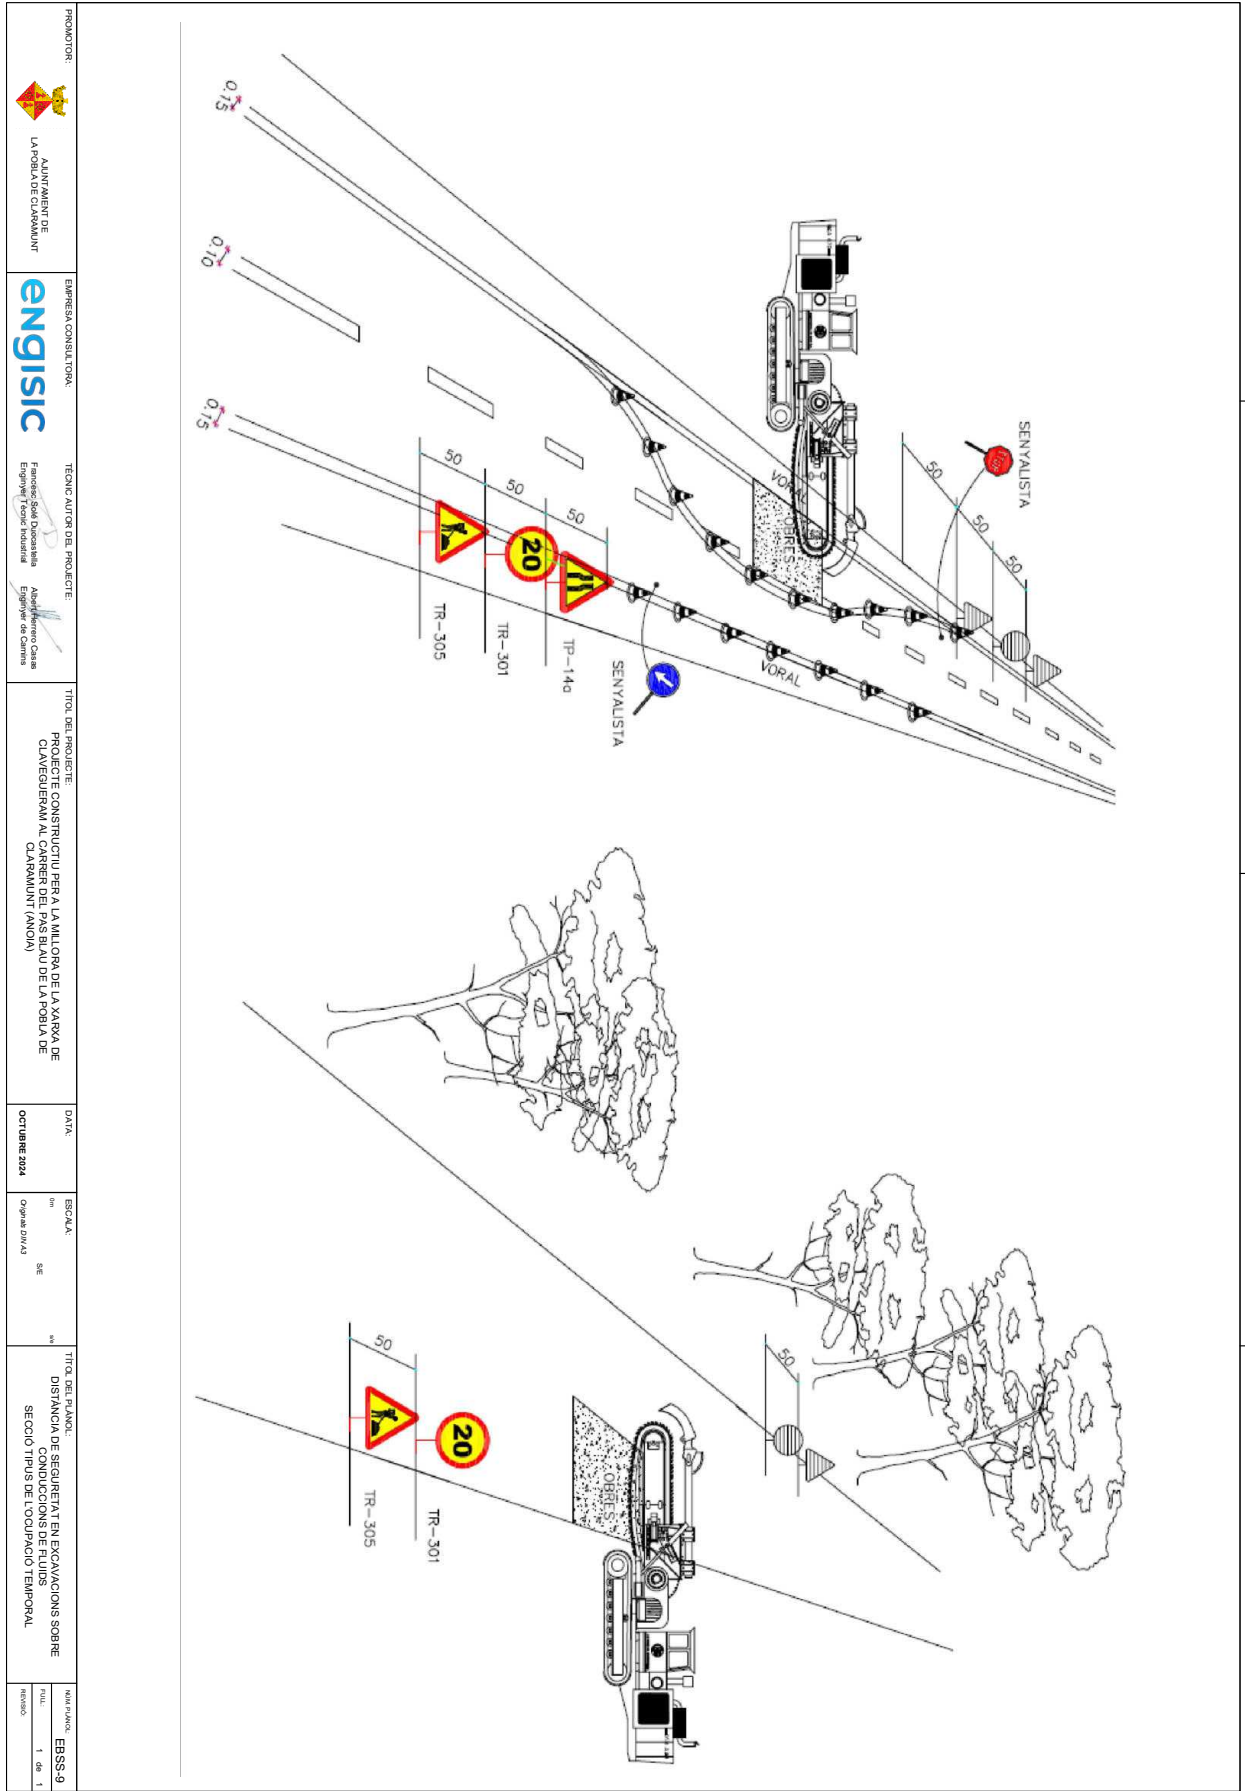 0.15
0.10
0.15
VORAL
OBRES
SENYALISTA
50
50
50
STOP
50
50
50
20
TR-305
TR-301
TP-14a
SENYALISTA
VORAL
50
20
TR-305
TR-301
OBRES
50
PROMOTOR:
AJUNTAMENT DE
LA POBLA DE CLARAMUNT
EMPRESA CONSULTORA:
enGISIC
TÈCNIC AUTOR DEL PROJECTE:
Francesc Solé Duocastella
Enginyer Tècnic Industrial
Albert Herrero Casas
Enginyer de Camins
TÍTOL DEL PROJECTE:
PROJECTE CONSTRUCTIU PER A LA MILLORA DE LA XARXA DE
CLAVEGUERAM AL CARRER DEL PAS BLAU DE LA POBLA DE
CLARAMUNT (ANOIA)
DATA:
OCTUBRE 2024
ESCALA:
0m
S/E
s/e
Originals DIN A3
TÍTOL DEL PLÀNOL:
DISTÀNCIA DE SEGURETAT EN EXCAVACIONS SOBRE
CONDUCCIONS DE FLUIDS
SECCIÓ TIPUS DE L'OCUPACIÓ TEMPORAL
NÚM PLÀNOL: EBSS-9
FULL: 1 de 1
REVISIÓ: